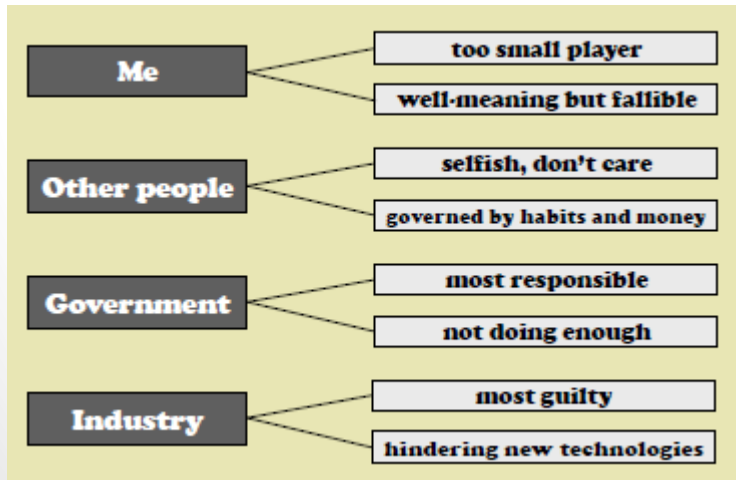 Me
too small player
well-meaning but fallible
Other people
selfish, don't care
governed by habits and money
Government
most responsible
not doing enough
Industry
most guilty
hindering new technologies